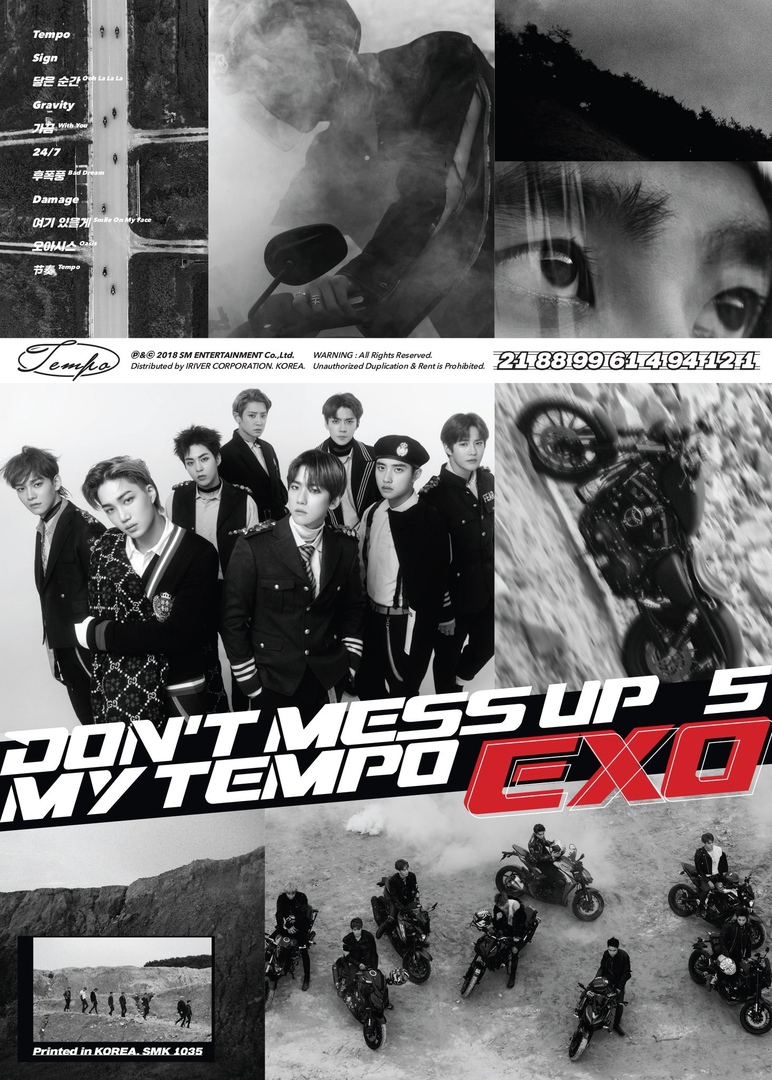 Tempo
Sign
닿은 순간 Ooh La La La
Gravity
가끔 With You
24/7
후폭풍 Bad Dream
Damage
여기 있을게 Smile On My Face
오아시스 Oasis
节奏 Tempo
Tempo
℗&© 2018 SM ENTERTAINMENT Co.,Ltd.
Distributed by IRIVER CORPORATION. KOREA.
WARNING : All Rights Reserved.
Unauthorized Duplication & Rent is Prohibited.
21 88 99 61 4 94 12 1
FEAR
DON'T MESS UP 5
MY TEMPO EXO
Printed in KOREA. SMK 1035